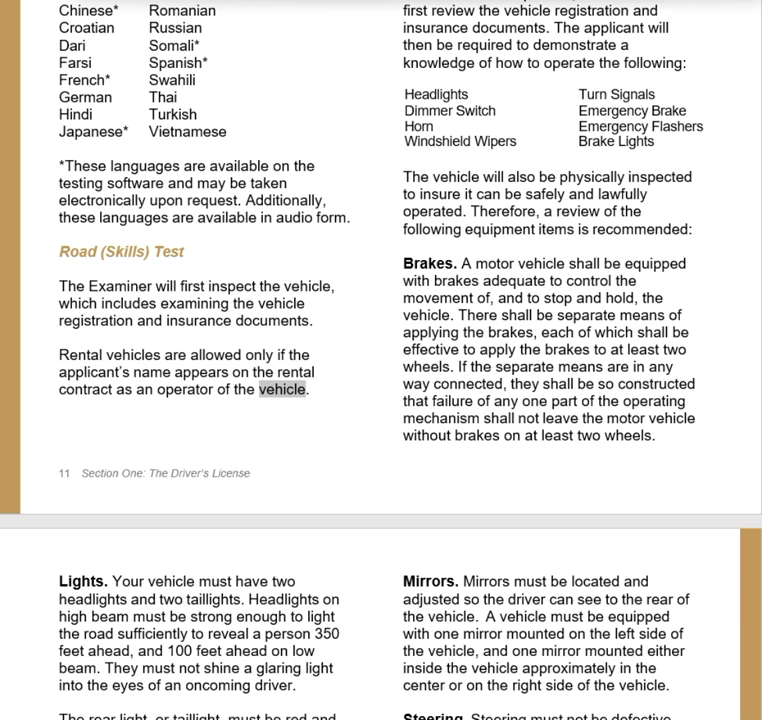 Chinese* Romanian
Croatian Russian
Dari Somali*
Farsi Spanish*
French* Swahili
German Thai
Hindi Turkish
Japanese* Vietnamese
*These languages are available on the
testing software and may be taken
electronically upon request. Additionally,
these languages are available in audio form.
Road (Skills) Test
The Examiner will first inspect the vehicle,
which includes examining the vehicle
registration and insurance documents.
Rental vehicles are allowed only if the
applicant's name appears on the rental
contract as an operator of the vehicle.
first review the vehicle registration and
insurance documents. The applicant will
then be required to demonstrate a
knowledge of how to operate the following:
Headlights Turn Signals
Dimmer Switch Emergency Brake
Horn Emergency Flashers
Windshield Wipers Brake Lights
The vehicle will also be physically inspected
to insure it can be safely and lawfully
operated. Therefore, a review of the
following equipment items is recommended:
Brakes. A motor vehicle shall be equipped
with brakes adequate to control the
movement of, and to stop and hold, the
vehicle. There shall be separate means of
applying the brakes, each of which shall be
effective to apply the brakes to at least two
wheels. If the separate means are in any
way connected, they shall be so constructed
that failure of any one part of the operating
mechanism shall not leave the motor vehicle
without brakes on at least two wheels.
11 Section One: The Driver's License
Lights. Your vehicle must have two
headlights and two taillights. Headlights on
high beam must be strong enough to light
the road sufficiently to reveal a person 350
feet ahead, and 100 feet ahead on low
beam. They must not shine a glaring light
into the eyes of an oncoming driver.
The rear light, or taillight, must be red and
Mirrors. Mirrors must be located and
adjusted so the driver can see to the rear of
the vehicle. A vehicle must be equipped
with one mirror mounted on the left side of
the vehicle, and one mirror mounted either
inside the vehicle approximately in the
center or on the right side of the vehicle.
Steering. Steering must not be defective